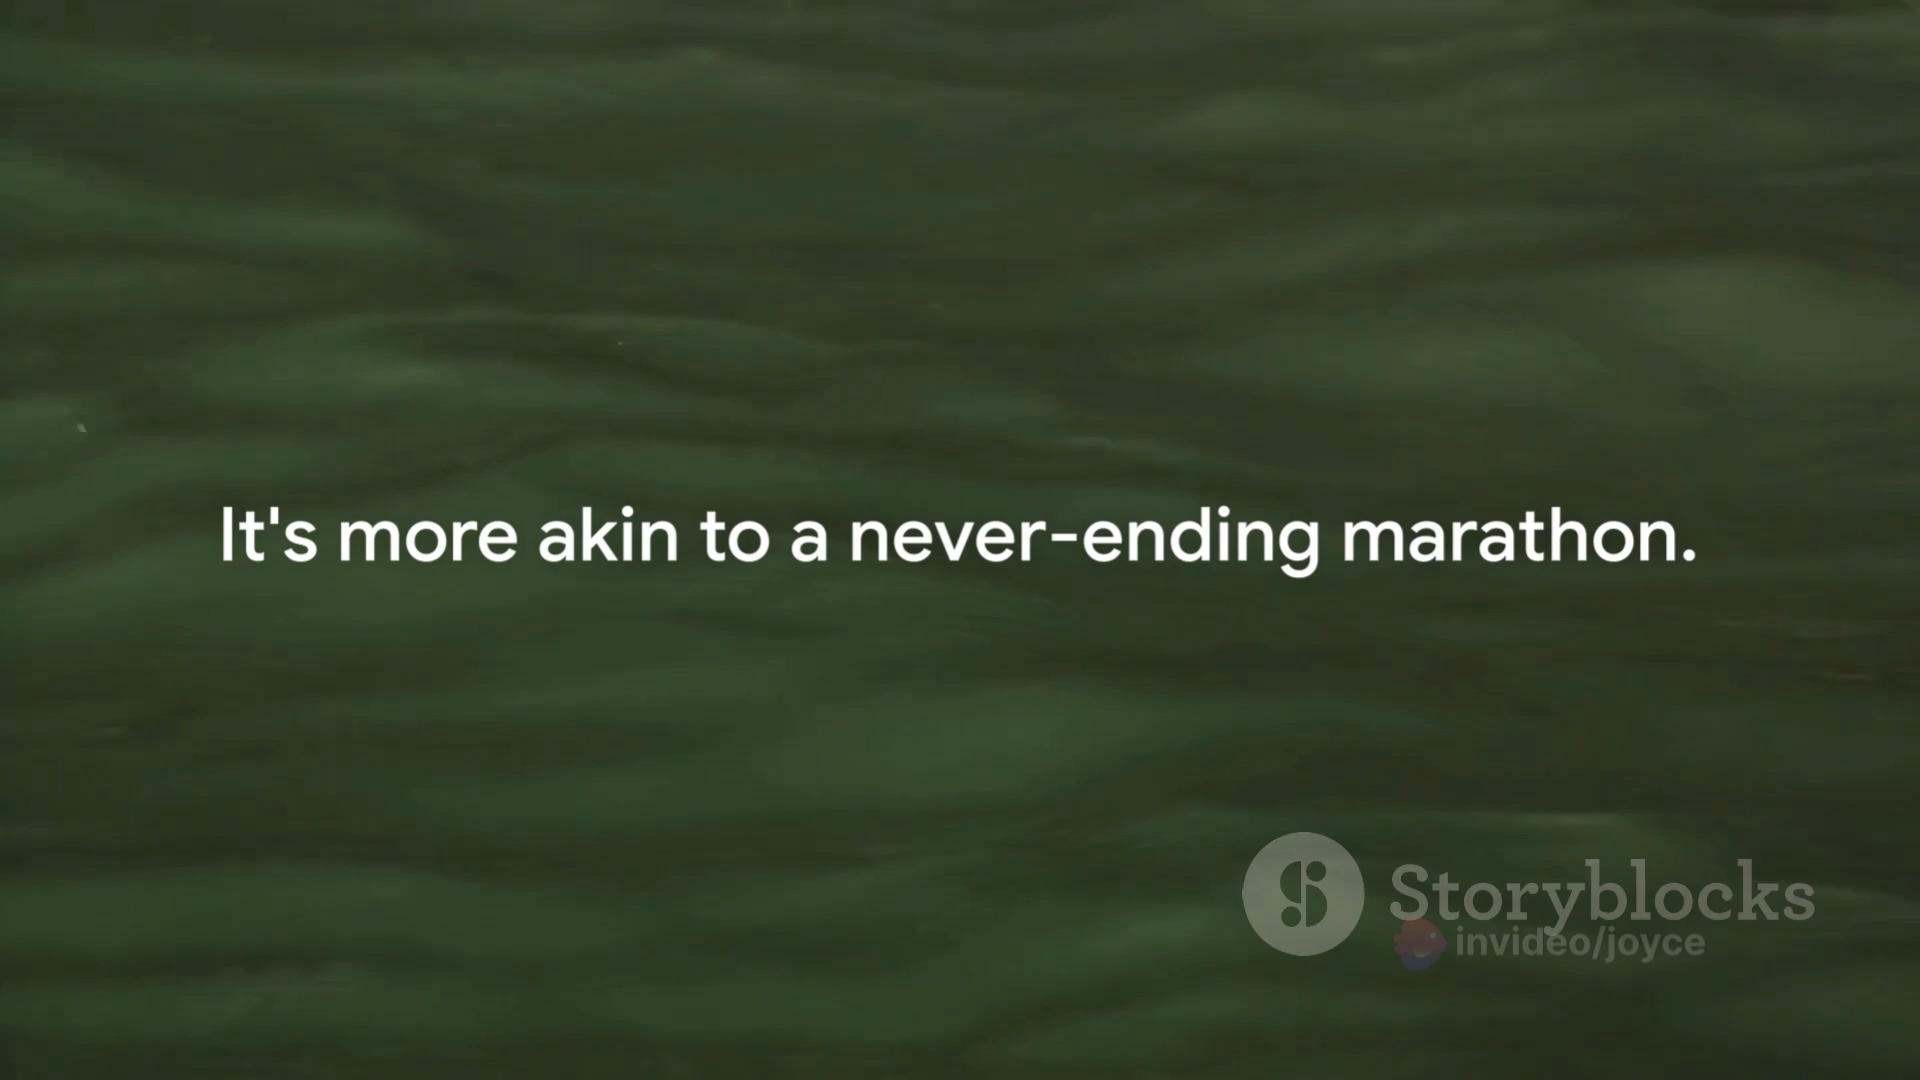 It's more akin to a never-ending marathon.
Storyblocks
invideo/joyce